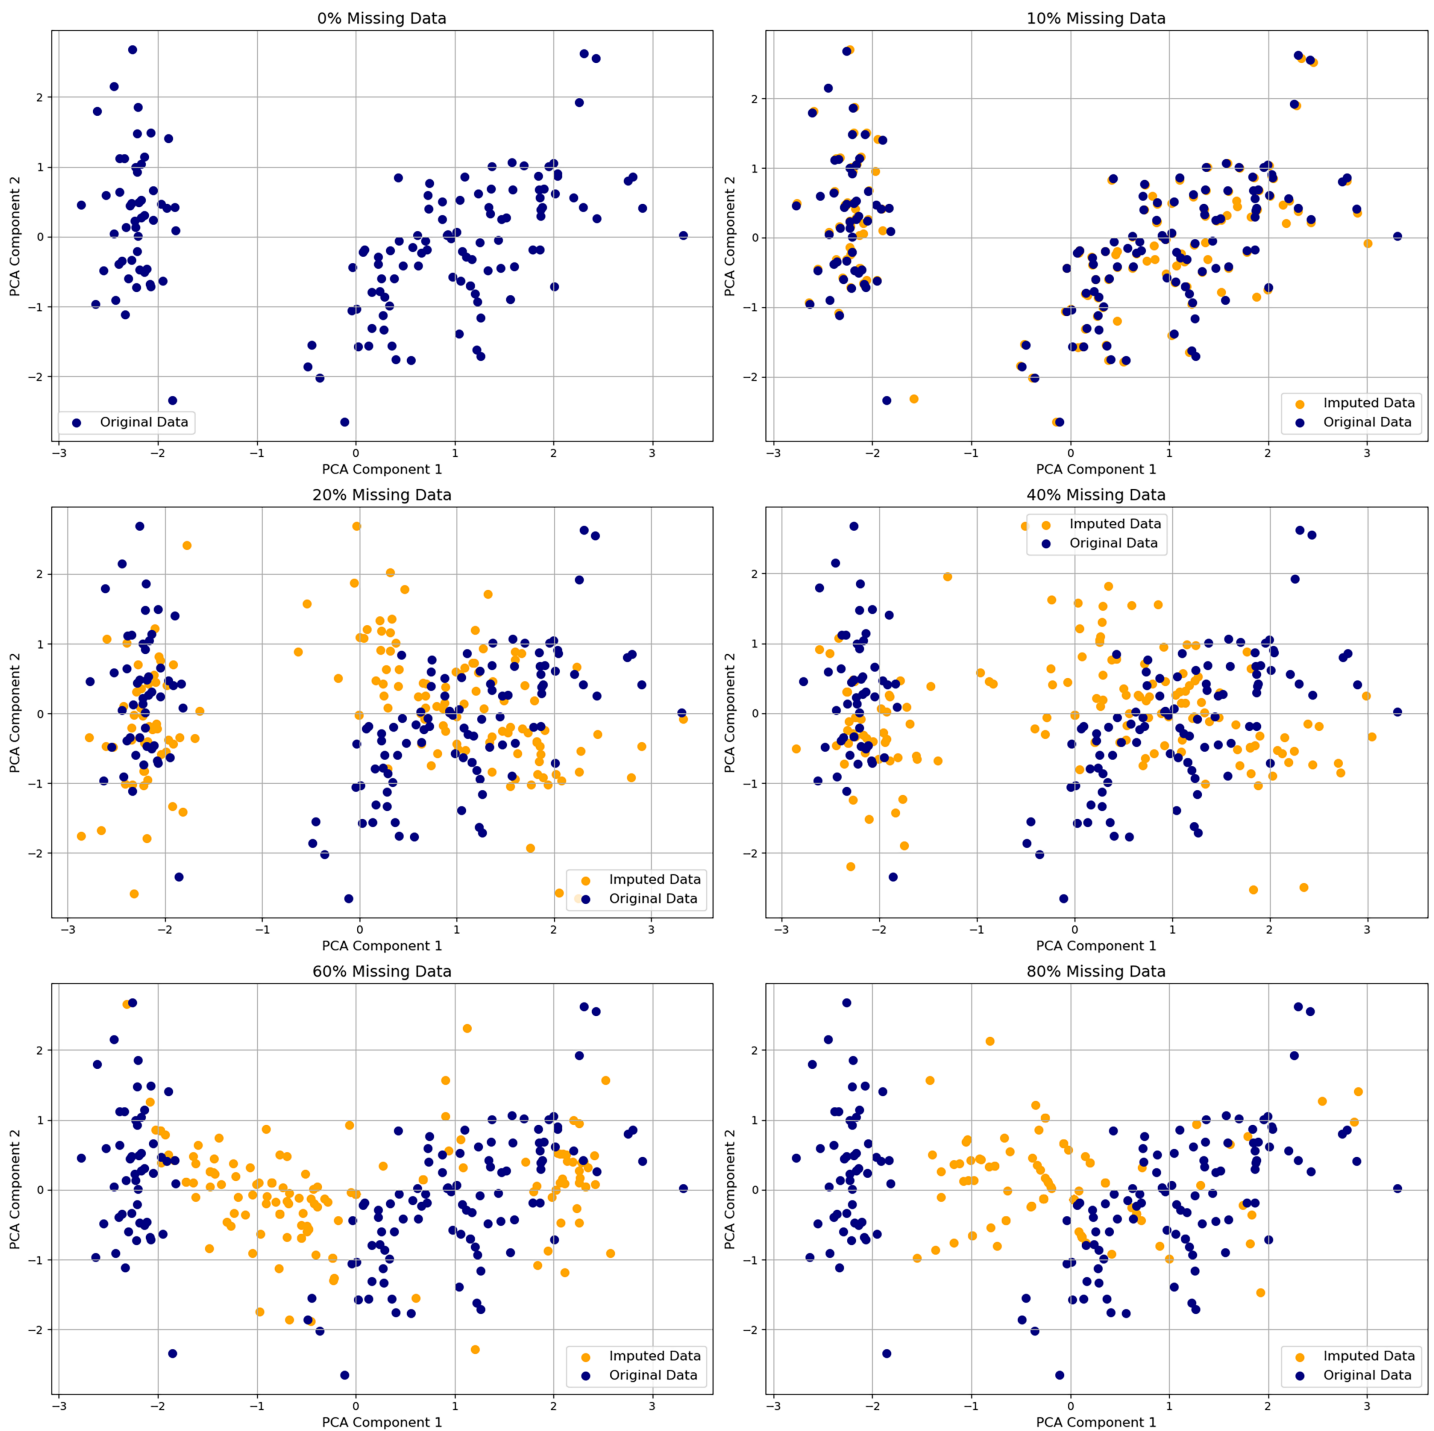 0% Missing Data
PCA Component 2
2
1
0
−1
−2
Original Data
−3 −2 −1 0 1 2 3
PCA Component 1
10% Missing Data
PCA Component 2
2
1
0
−1
−2
Imputed Data
Original Data
−3 −2 −1 0 1 2 3
PCA Component 1
20% Missing Data
PCA Component 2
2
1
0
−1
−2
Imputed Data
Original Data
−3 −2 −1 0 1 2 3
PCA Component 1
40% Missing Data
Imputed Data
Original Data
PCA Component 2
2
1
0
−1
−2
−3 −2 −1 0 1 2 3
PCA Component 1
60% Missing Data
PCA Component 2
2
1
0
−1
−2
Imputed Data
Original Data
−3 −2 −1 0 1 2 3
PCA Component 1
80% Missing Data
PCA Component 2
2
1
0
−1
−2
Imputed Data
Original Data
−3 −2 −1 0 1 2 3
PCA Component 1